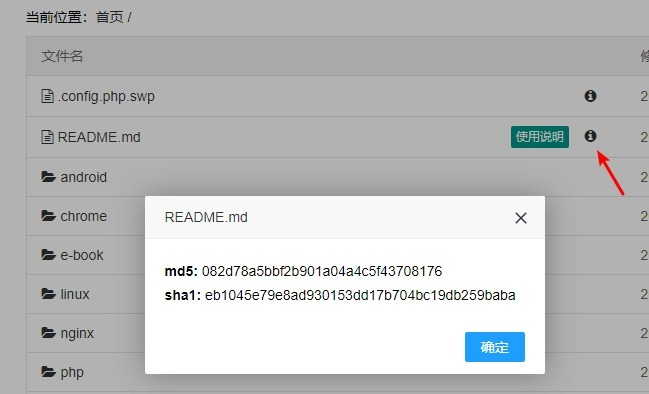 当前位置：首页 /
文件名
.config.php.swp
README.md 使用说明
android
chrome
e-book
linux
nginx
php
README.md
md5: 082d78a5bbf2b901a04a4c5f43708176
sha1: eb1045e79e8ad930153dd17b704bc19db259baba
确定